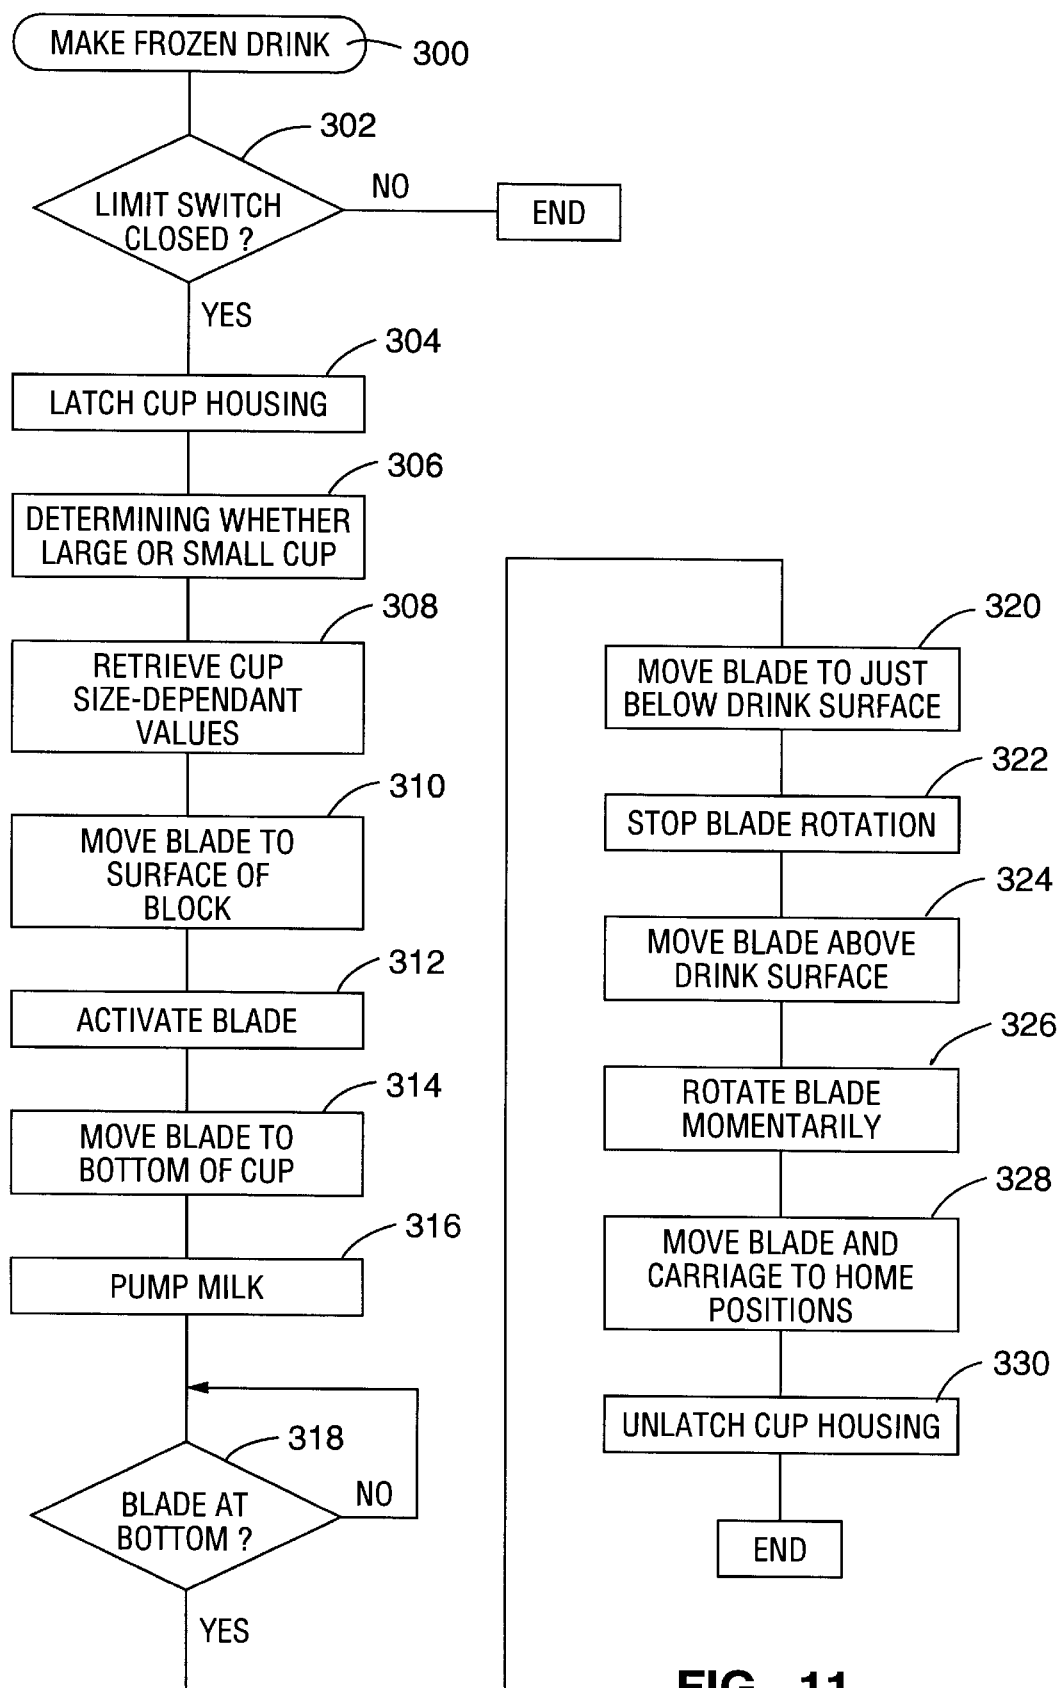 MAKE FROZEN DRINK
300
302
LIMIT SWITCH
CLOSED ?
NO
END
YES
304
LATCH CUP HOUSING
306
DETERMINING WHETHER
LARGE OR SMALL CUP
308
RETRIEVE CUP
SIZE-DEPENDANT
VALUES
310
MOVE BLADE TO
SURFACE OF
BLOCK
312
ACTIVATE BLADE
314
MOVE BLADE TO
BOTTOM OF CUP
316
PUMP MILK
318
BLADE AT
BOTTOM ?
NO
YES
320
MOVE BLADE TO JUST
BELOW DRINK SURFACE
322
STOP BLADE ROTATION
324
MOVE BLADE ABOVE
DRINK SURFACE
326
ROTATE BLADE
MOMENTARILY
328
MOVE BLADE AND
CARRIAGE TO HOME
POSITIONS
330
UNLATCH CUP HOUSING
END
FIG_11